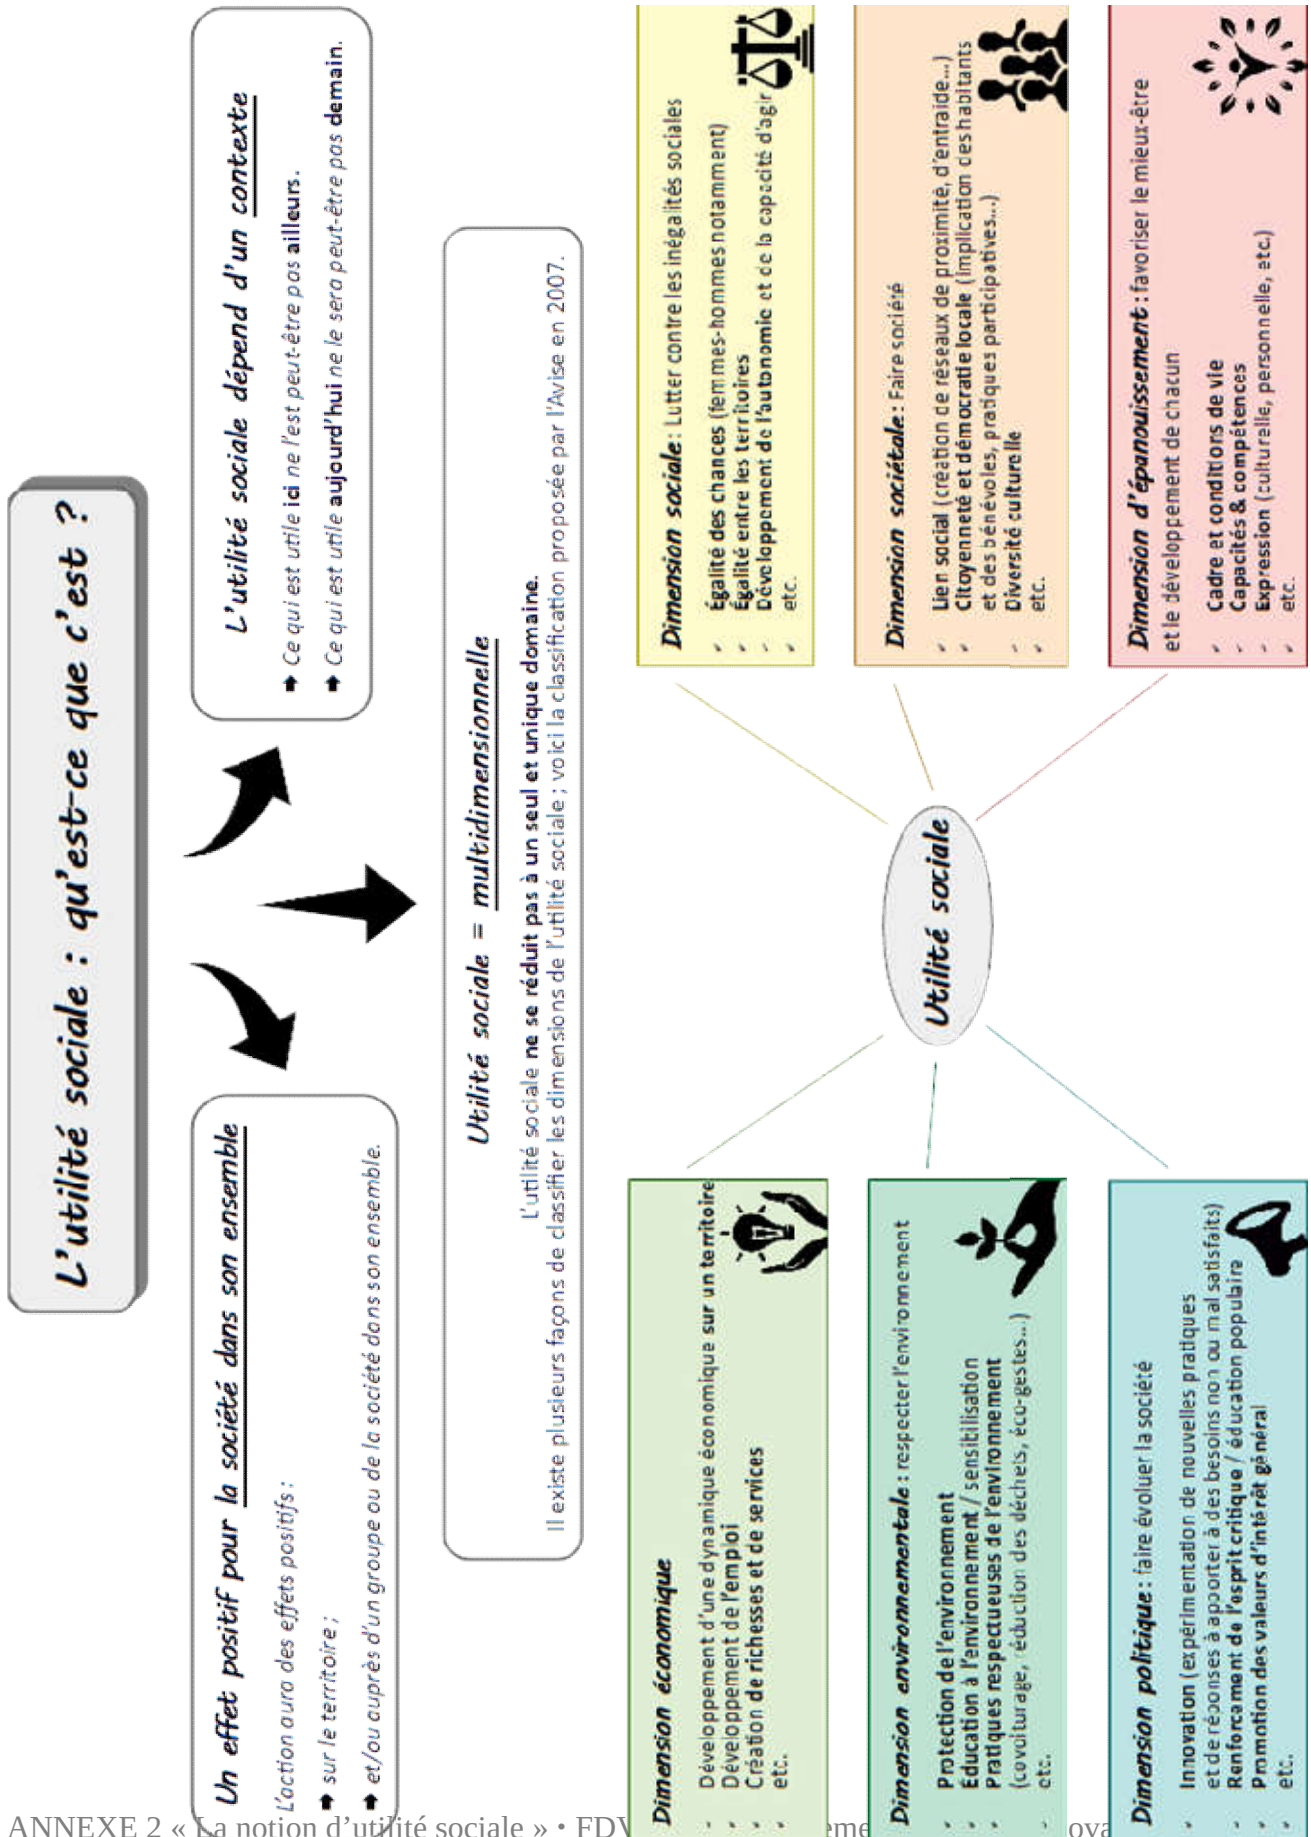 L'utilité sociale : qu'est-ce que c'est ?
Un effet positif pour la société dans son ensemble
L'action aura des effets positifs :
➡ sur le territoire ;
➡ et/ou auprès d'un groupe ou de la société dans son ensemble.
L'utilité sociale dépend d'un contexte
➡ Ce qui est utile ici ne l'est peut-être pas ailleurs.
➡ Ce qui est utile aujourd'hui ne le sera peut-être pas demain.
Utilité sociale = multidimensionnelle
L'utilité sociale ne se réduit pas à un seul et unique domaine.
Il existe plusieurs façons de classifier les dimensions de l'utilité sociale ; voici la classification proposée par l'Avise en 2007.
Dimension économique
Développement d'une dynamique économique sur un territoire
Développement de l'emploi
Création de richesses et de services
etc.
Dimension environnementale : respecter l'environnement
Protection de l'environnement
Éducation à l'environnement / sensibilisation
Pratiques respectueuses de l'environnement
(covoiturage, réduction des déchets, éco-gestes...)
etc.
Dimension politique : faire évoluer la société
Innovation (expérimentation de nouvelles pratiques
et de réponses à apporter à des besoins non ou mal satisfaits)
Renforcement de l'esprit critique / éducation populaire
Promotion des valeurs d'intérêt général
etc.
Utilité sociale
Dimension sociale : Lutter contre les inégalités sociales
Égalité des chances (femmes-hommes notamment)
Égalité entre les territoires
Développement de l'autonomie et de la capacité d'agir
etc.
Dimension sociétale : Faire société
Lien social (création de réseaux de proximité, d'entraide...)
Citoyenneté et démocratie locale (implication des habitants
et des bénévoles, pratiques participatives...)
Diversité culturelle
etc.
Dimension d'épanouissement : favoriser le mieux-être
et le développement de chacun
Cadre et conditions de vie
Capacités & compétences
Expression (culturelle, personnelle, etc.)
etc.
ANNEXE 2 « La notion d'utilité sociale » • FDV